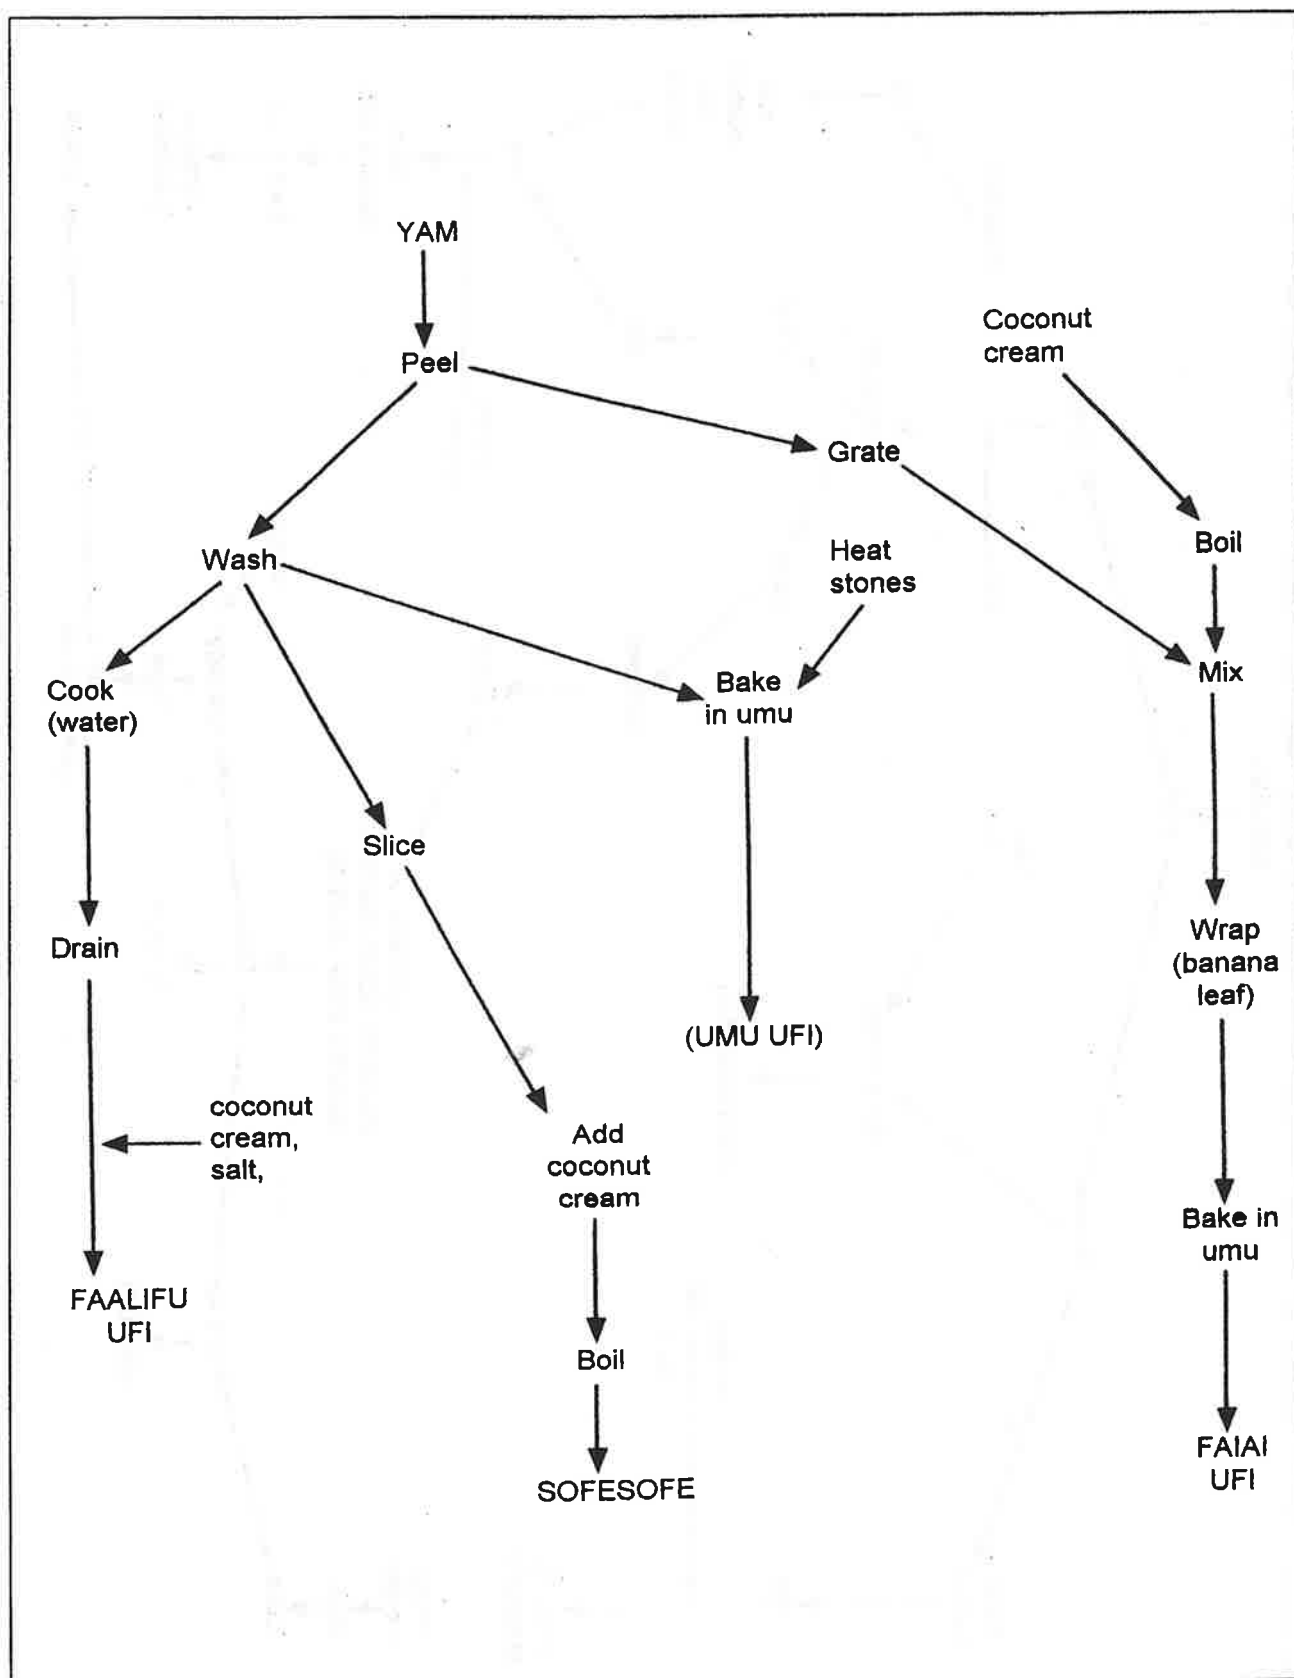 YAM
Coconut
cream
Peel
Grate
Boil
Heat
stones
Wash
Mix
Bake
in umu
Cook
(water)
Slice
Wrap
(banana
leaf)
Drain
(UMU UFI)
coconut
cream,
salt,
Add
coconut
cream
Bake in
umu
FAALIFU
UFI
Boil
FAIAI
UFI
SOFESOFE